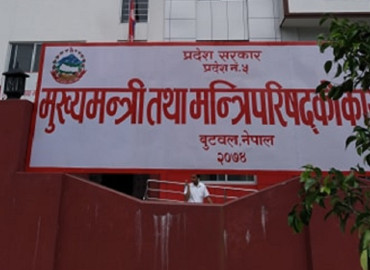 प्रदेश सरकार
प्रदेश नं. ५
मुख्यमन्त्री तथा मन्त्रिपरिषद्को
बुटवल, नेपाल
२०७४